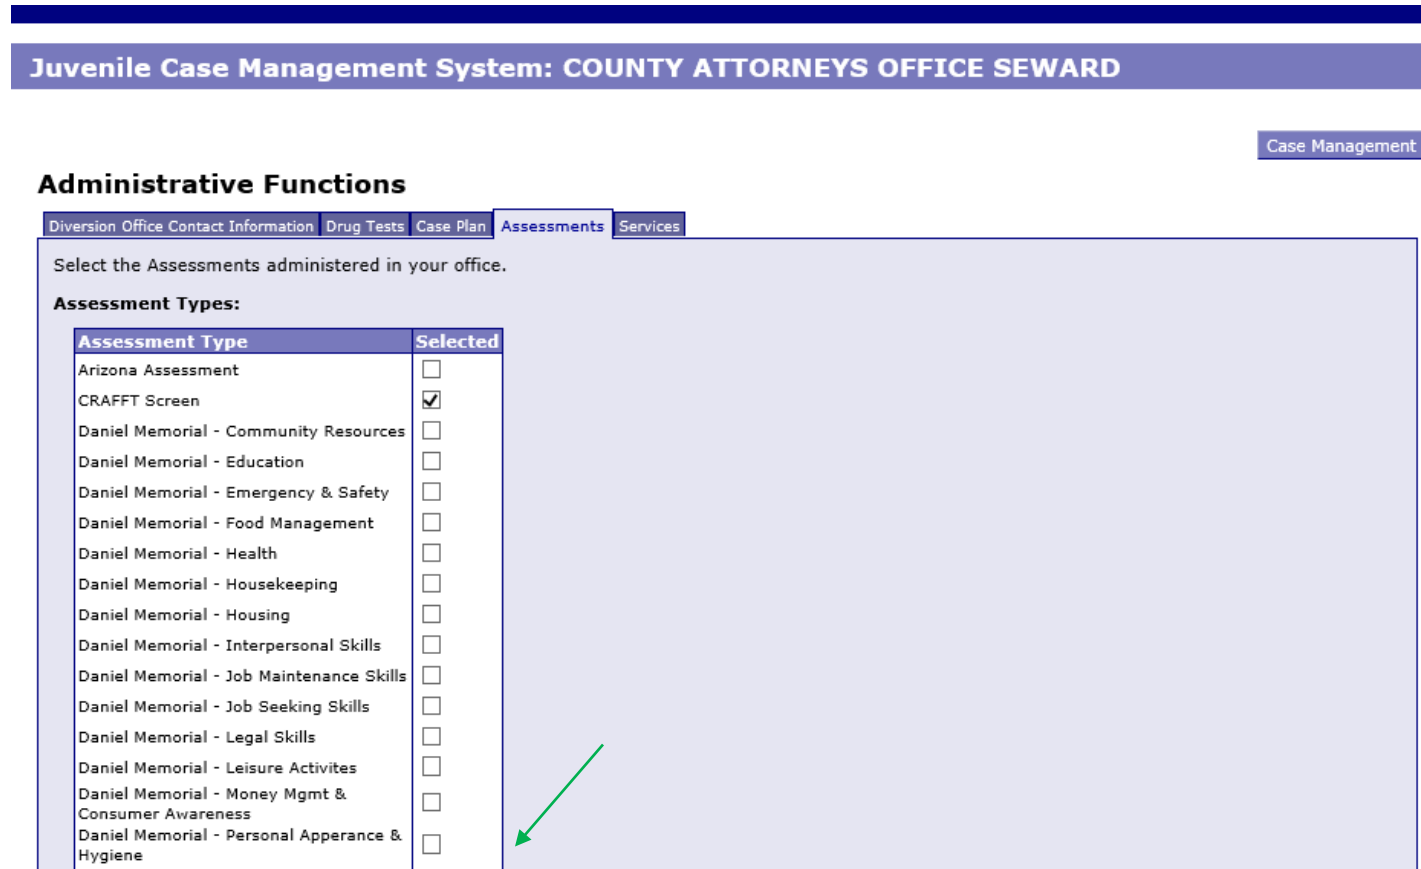 Juvenile Case Management System: COUNTY ATTORNEYS OFFICE SEWARD
Case Management
Administrative Functions
Diversion Office Contact Information Drug Tests Case Plan Assessments Services
Select the Assessments administered in your office.
Assessment Types:
Assessment Type Selected
Arizona Assessment
CRAFFT Screen
Daniel Memorial - Community Resources
Daniel Memorial - Education
Daniel Memorial - Emergency & Safety
Daniel Memorial - Food Management
Daniel Memorial - Health
Daniel Memorial - Housekeeping
Daniel Memorial - Housing
Daniel Memorial - Interpersonal Skills
Daniel Memorial - Job Maintenance Skills
Daniel Memorial - Job Seeking Skills
Daniel Memorial - Legal Skills
Daniel Memorial - Leisure Activites
Daniel Memorial - Money Mgmt &
Consumer Awareness
Daniel Memorial - Personal Apperance &
Hygiene